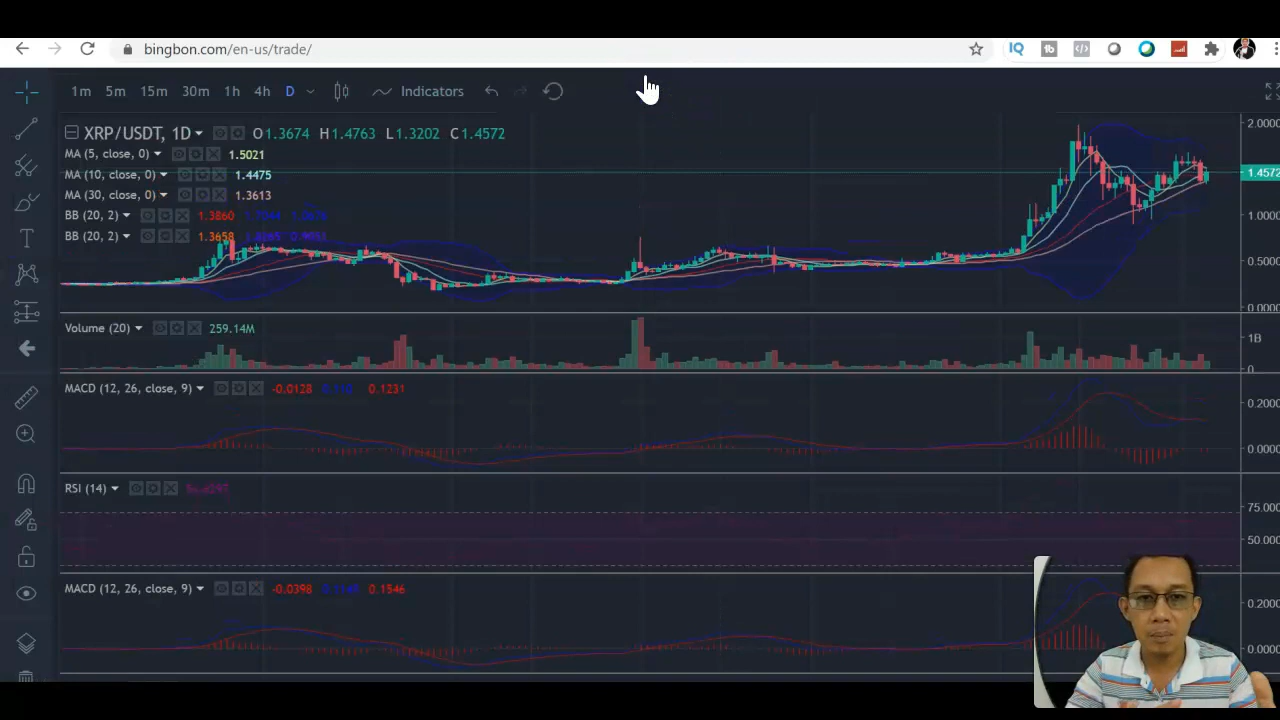 bingbon.com/en-us/trade/
1m 5m 15m 30m 1h 4h D Indicators
XRP/USDT, 1D O1.3674 H1.4763 L1.3202 C1.4572
MA (5, close, 0) 1.5021
MA (10, close, 0) 1.4475
MA (30, close, 0) 1.3613
BB (20, 2) 1.3860
BB (20, 2) 1.3658
2.0000
1.4572
1.0000
0.5000
0.0000
Volume (20) 259.14M
1B
0
MACD (12, 26, close, 9) -0.0128 0.1231
0.2000
0.0000
RSI (14)
75.000
50.000
MACD (12, 26, close, 9) -0.0398 0.1546
0.2000
0.0000